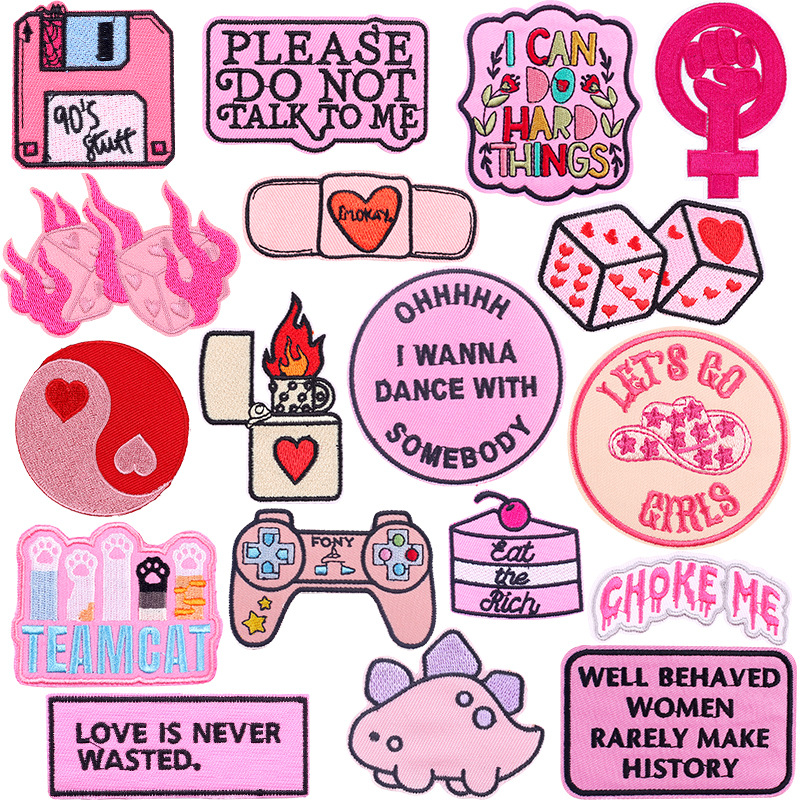 90's
stuff
PLEASE
DO NOT
TALK TO ME
I CAN
DO
HARD
THINGS
I'M OKAY.
OHHHHH
I WANNA
DANCE WITH
SOMEBODY
LET'S GO
GIRLS
TEAMCAT
FONY
Eat
the
Rich
CHOKE ME
LOVE IS NEVER
WASTED.
WELL BEHAVED
WOMEN
RARELY MAKE
HISTORY